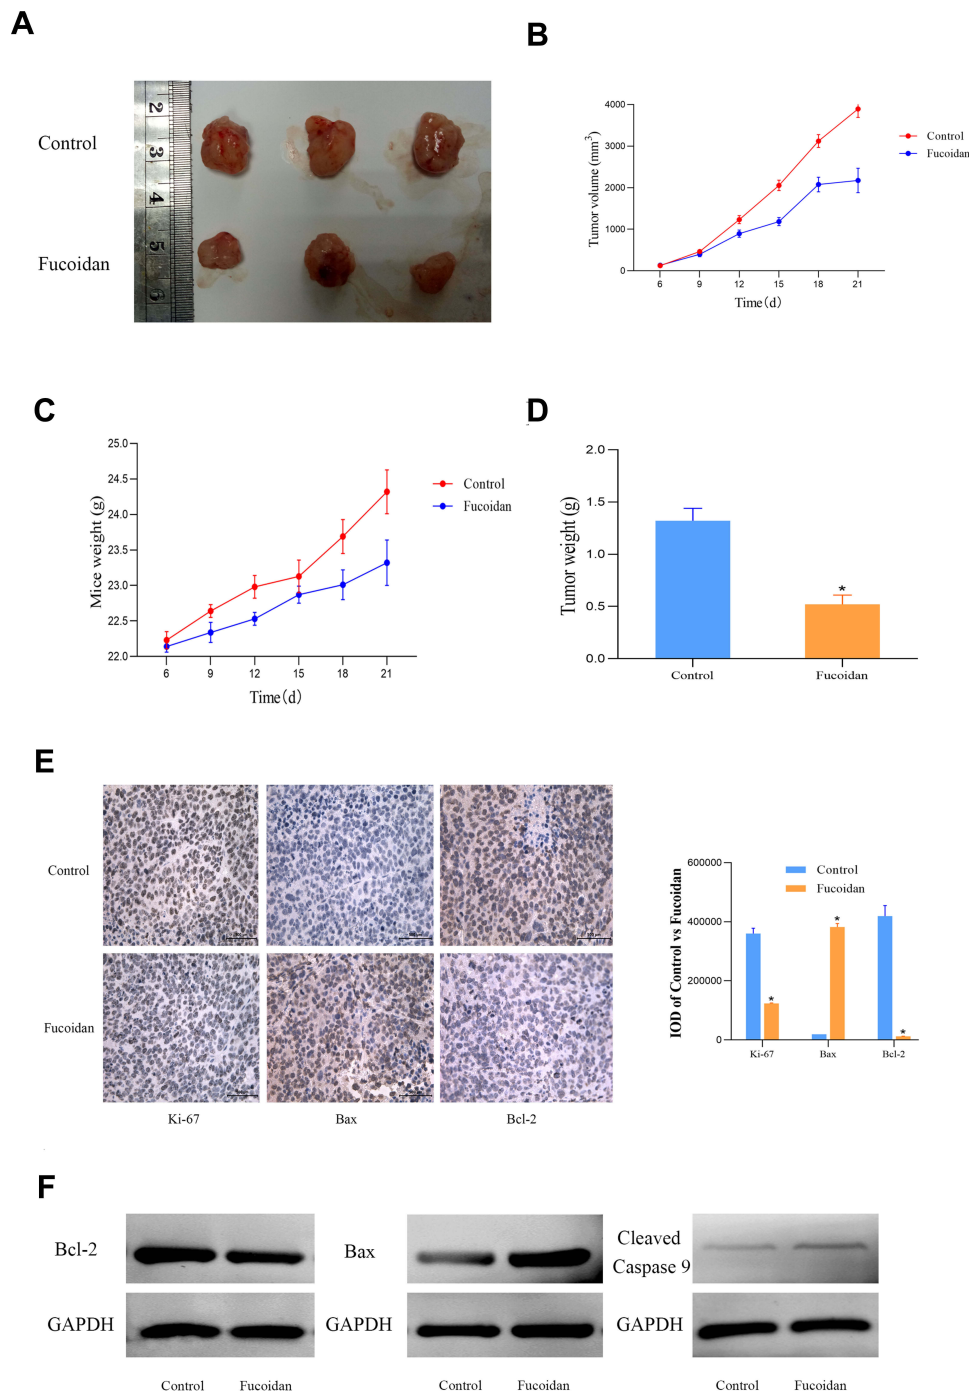 A
Control
Fucoidan
2
3
4
5
6
B
Tumor volume (mm3)
4000
3000
2000
1000
0
6 9 12 15 18 21
Time(d)
Control
Fucoidan
C
Mice weight (g)
25.0
24.5
24.0
23.5
23.0
22.5
22.0
6 9 12 15 18 21
Time(d)
Control
Fucoidan
D
Tumor weight (g)
2.0
1.5
1.0
0.5
0.0
*
Control Fucoidan
E
Control
Fucoidan
Ki-67 Bax Bcl-2
IOD of Control vs Fucoidan
600000
400000
200000
0
Control
Fucoidan
* * *
Ki-67 Bax Bcl-2
F
Bcl-2
GAPDH
Control Fucoidan
Bax
GAPDH
Control Fucoidan
Cleaved
Caspase 9
GAPDH
Control Fucoidan